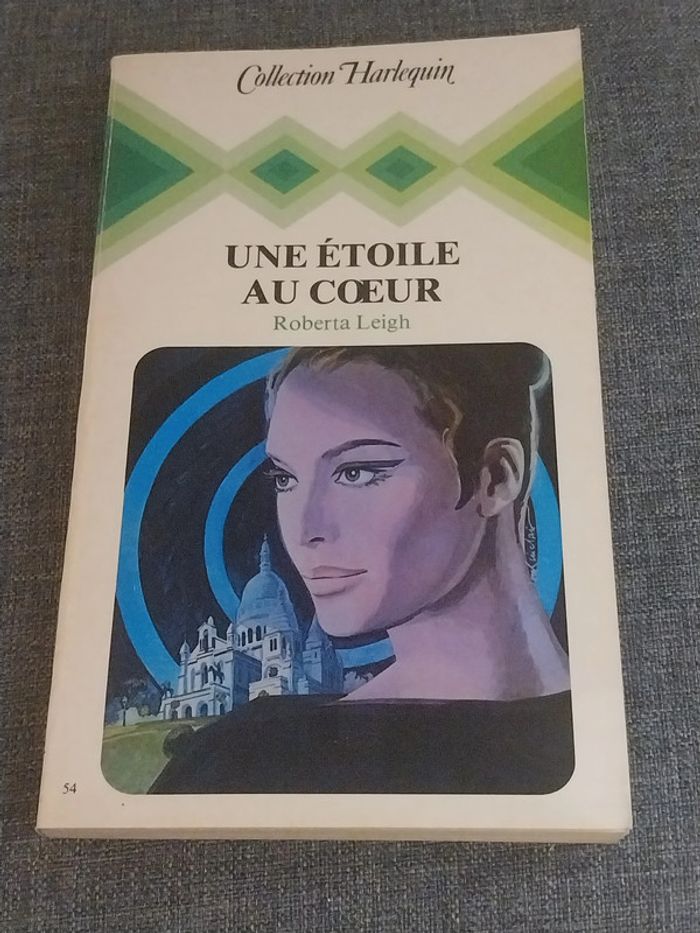 Collection Harlequin
UNE ÉTOILE
AU CŒUR
Roberta Leigh
54